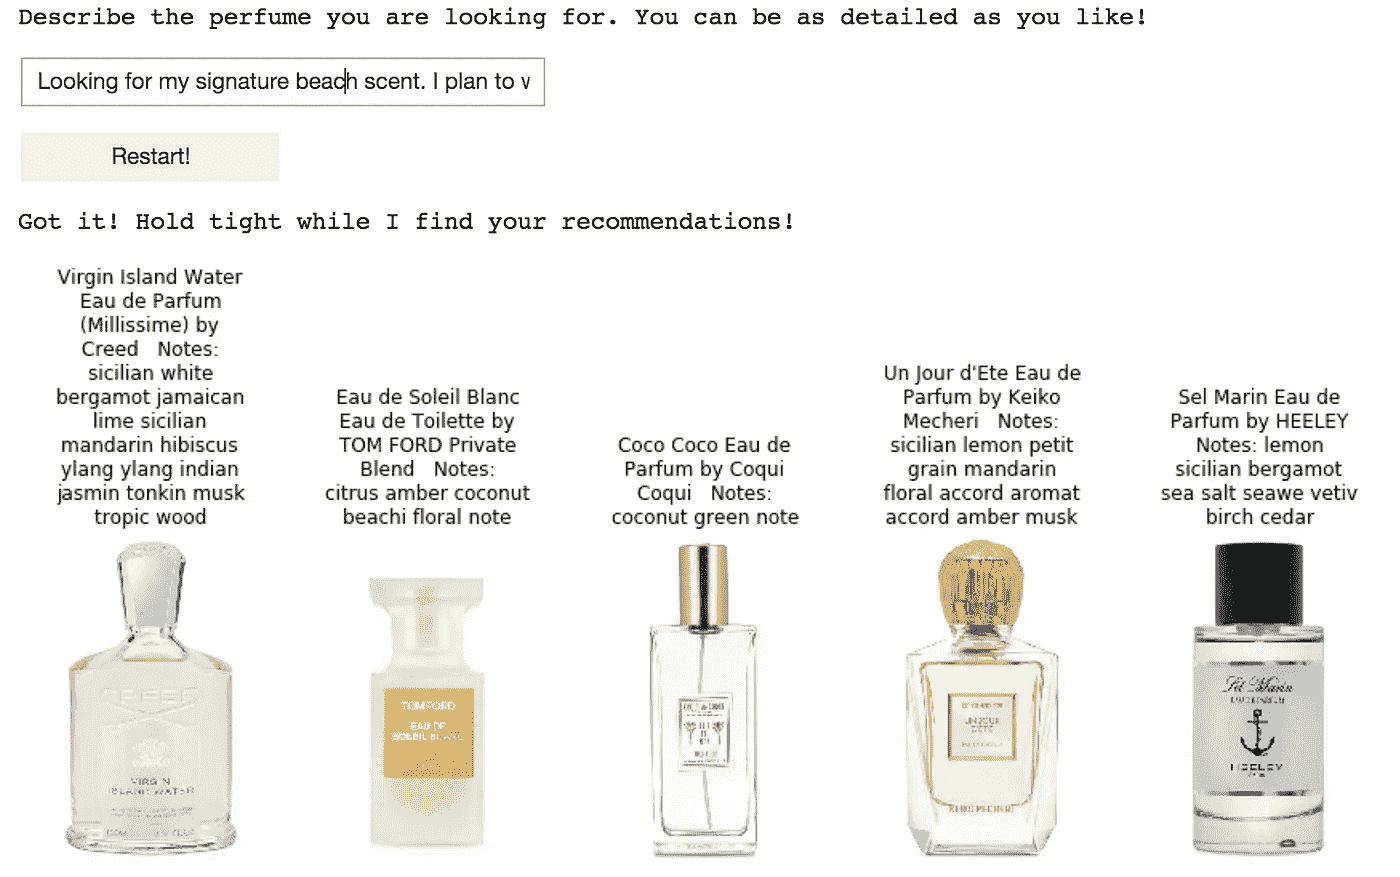 Describe the perfume you are looking for. You can be as detailed as you like!
Looking for my signature beach scent. I plan to v
Restart!
Got it! Hold tight while I find your recommendations!
Virgin Island Water
Eau de Parfum
(Millissime) by
Creed Notes:
sicilian white
bergamot jamaican
lime sicilian
mandarin hibiscus
ylang ylang indian
jasmin tonkin musk
tropic wood
Eau de Soleil Blanc
Eau de Toilette by
TOM FORD Private
Blend Notes:
citrus amber coconut
beachi floral note
Coco Coco Eau de
Parfum by Coqui
Coqui Notes:
coconut green note
Un Jour d'Ete Eau de
Parfum by Keiko
Mecheri Notes:
sicilian lemon petit
grain mandarin
floral accord aromat
accord amber musk
Sel Marin Eau de
Parfum by HEELEY
Notes: lemon
sicilian bergamot
sea salt seawe vetiv
birch cedar
CREED
VIRGIN
ISLAND WATER
TOM FORD
EAU DE
SOLEIL BLANC
UN JOUR
KEIKO MECHERI
Sel Marin
HEELEY